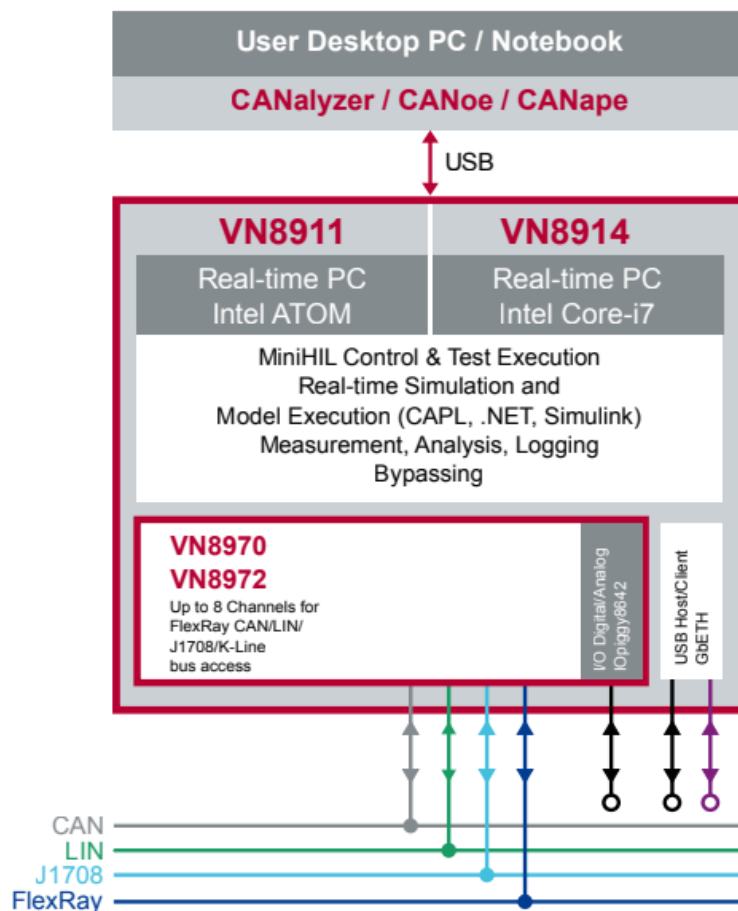 User Desktop PC / Notebook
CANalyzer / CANoe / CANape
USB
VN8911
Real-time PC
Intel ATOM
VN8914
Real-time PC
Intel Core-i7
MiniHIL Control & Test Execution
Real-time Simulation and
Model Execution (CAPL, .NET, Simulink)
Measurement, Analysis, Logging
Bypassing
VN8970
VN8972
Up to 8 Channels for
FlexRay CAN/LIN/
J1708/K-Line
bus access
I/O Digital/Analog
IOpiggy8642
USB Host/Client
GbETH
CAN
LIN
J1708
FlexRay